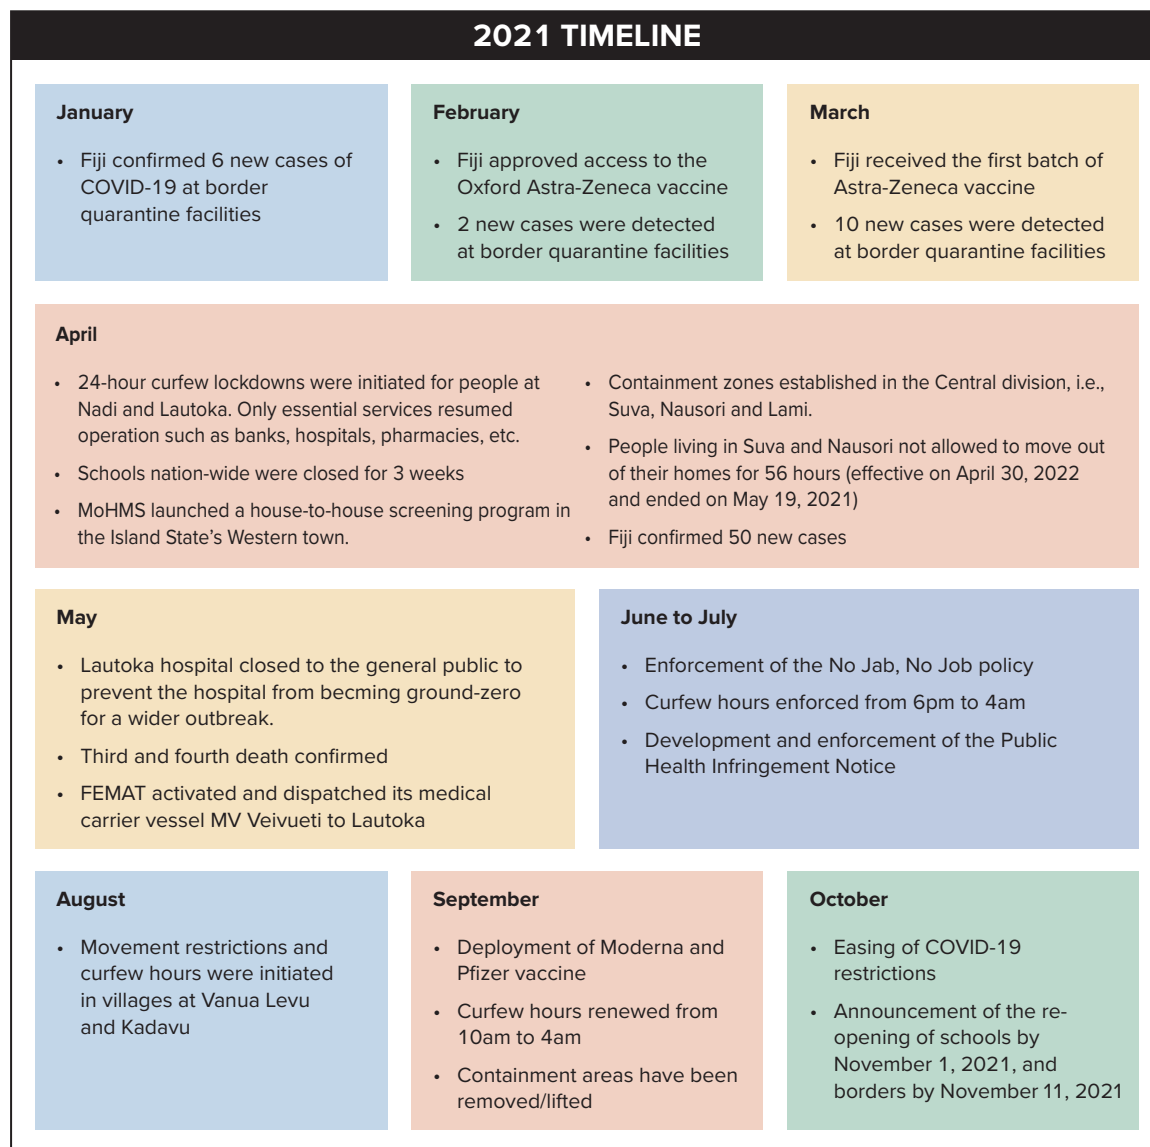 2021 TIMELINE
January
• Fiji confirmed 6 new cases of
COVID-19 at border
quarantine facilities
February
• Fiji approved access to the
Oxford Astra-Zeneca vaccine
• 2 new cases were detected
at border quarantine facilities
March
• Fiji received the first batch of
Astra-Zeneca vaccine
• 10 new cases were detected
at border quarantine facilities
April
• 24-hour curfew lockdowns were initiated for people at
Nadi and Lautoka. Only essential services resumed
operation such as banks, hospitals, pharmacies, etc.
• Schools nation-wide were closed for 3 weeks
• MoHMS launched a house-to-house screening program in
the Island State's Western town.
• Containment zones established in the Central division, i.e.,
Suva, Nausori and Lami.
• People living in Suva and Nausori not allowed to move out
of their homes for 56 hours (effective on April 30, 2022
and ended on May 19, 2021)
• Fiji confirmed 50 new cases
May
• Lautoka hospital closed to the general public to
prevent the hospital from becming ground-zero
for a wider outbreak.
• Third and fourth death confirmed
• FEMAT activated and dispatched its medical
carrier vessel MV Veivueti to Lautoka
June to July
• Enforcement of the No Jab, No Job policy
• Curfew hours enforced from 6pm to 4am
• Development and enforcement of the Public
Health Infringement Notice
August
• Movement restrictions and
curfew hours were initiated
in villages at Vanua Levu
and Kadavu
September
• Deployment of Moderna and
Pfizer vaccine
• Curfew hours renewed from
10am to 4am
• Containment areas have been
removed/lifted
October
• Easing of COVID-19
restrictions
• Announcement of the re-
opening of schools by
November 1, 2021, and
borders by November 11, 2021